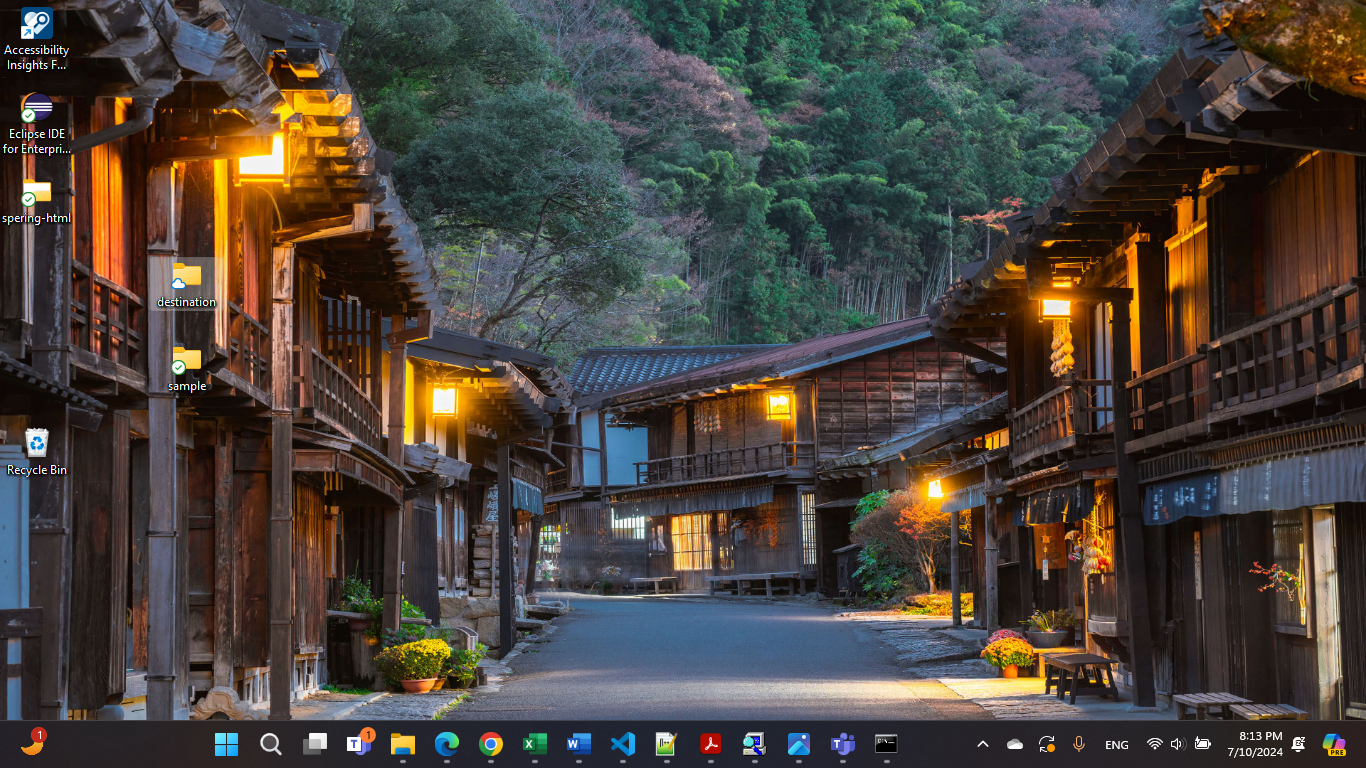 Accessibility
Insights F...
Eclipse IDE
for Enterpri...
spering-html
destination
sample
Recycle Bin
1
1
ENG
8:13 PM
7/10/2024
PRE